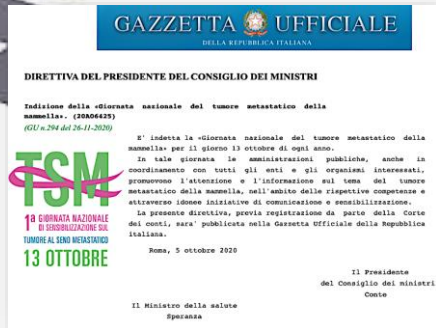 GAZZETTA UFFICIALE
DELLA REPUBBLICA ITALIANA
DIRETTIVA DEL PRESIDENTE DEL CONSIGLIO DEI MINISTRI
Indizione della «Giornata nazionale del tumore metastatico della
mammella». (20A06425)
(GU n.294 del 26-11-2020)
E' indetta la «Giornata nazionale del tumore metastatico della
mammella» per il giorno 13 ottobre di ogni anno.
In tale giornata le amministrazioni pubbliche, anche in
coordinamento con tutti gli enti e gli organismi interessati,
promuovono l'attenzione e l'informazione sul tema del tumore
metastatico della mammella, nell'ambito delle rispettive competenze e
attraverso idonee iniziative di comunicazione e sensibilizzazione.
La presente direttiva, previa registrazione da parte della Corte
dei conti, sara' pubblicata nella Gazzetta Ufficiale della Repubblica
italiana.
Roma, 5 ottobre 2020
TSM
1ª GIORNATA NAZIONALE
DI SENSIBILIZZAZIONE SUL
TUMORE AL SENO METASTATICO
13 OTTOBRE
Il Presidente
del Consiglio dei ministri
Conte
Il Ministro della salute
Speranza